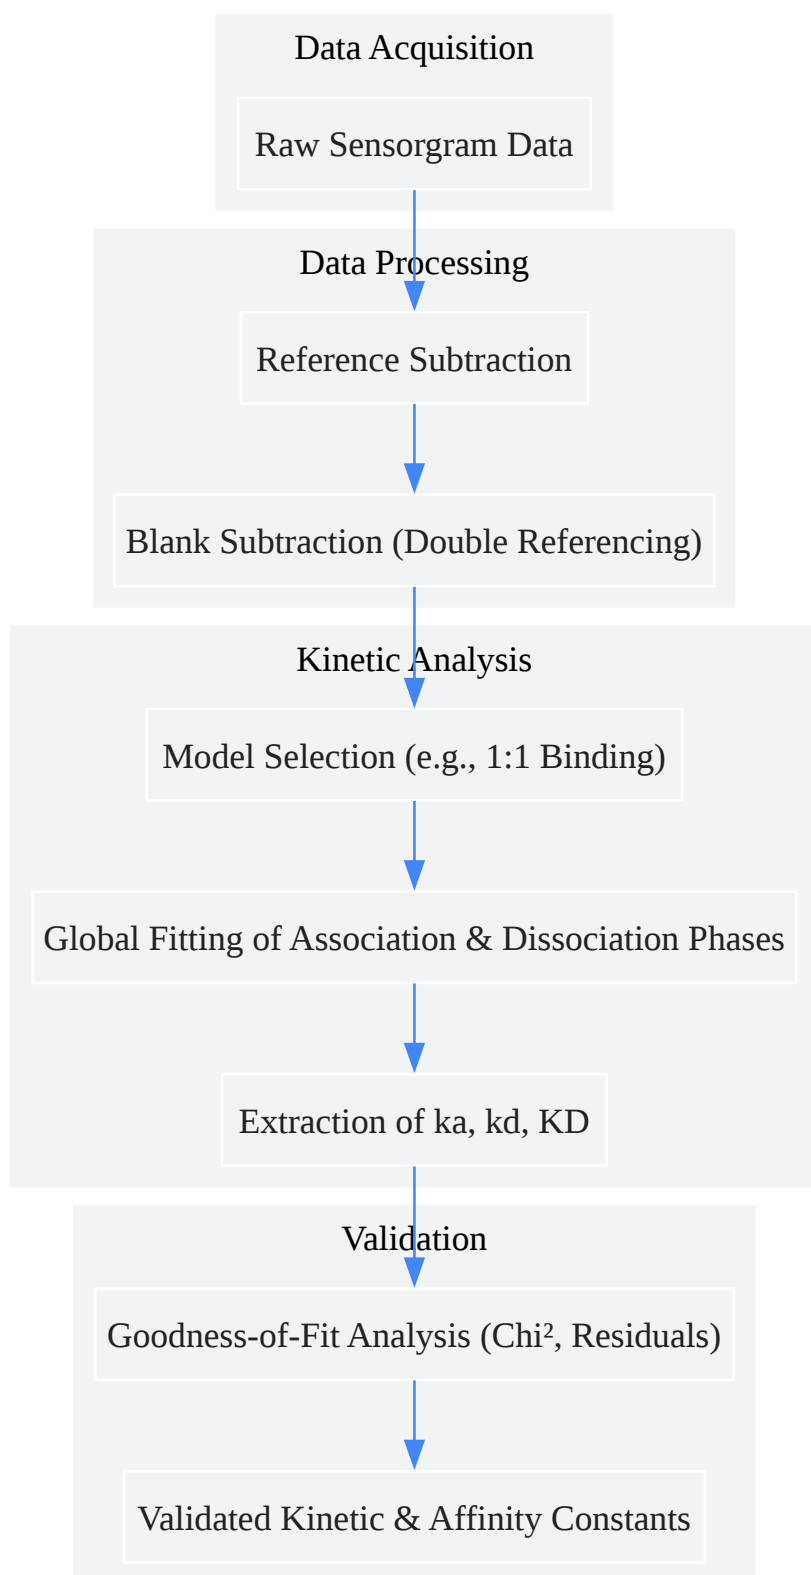 Data Acquisition
Raw Sensorgram Data
Data Processing
Reference Subtraction
Blank Subtraction (Double Referencing)
Kinetic Analysis
Model Selection (e.g., 1:1 Binding)
Global Fitting of Association & Dissociation Phases
Extraction of ka, kd, KD
Validation
Goodness-of-Fit Analysis (Chi², Residuals)
Validated Kinetic & Affinity Constants